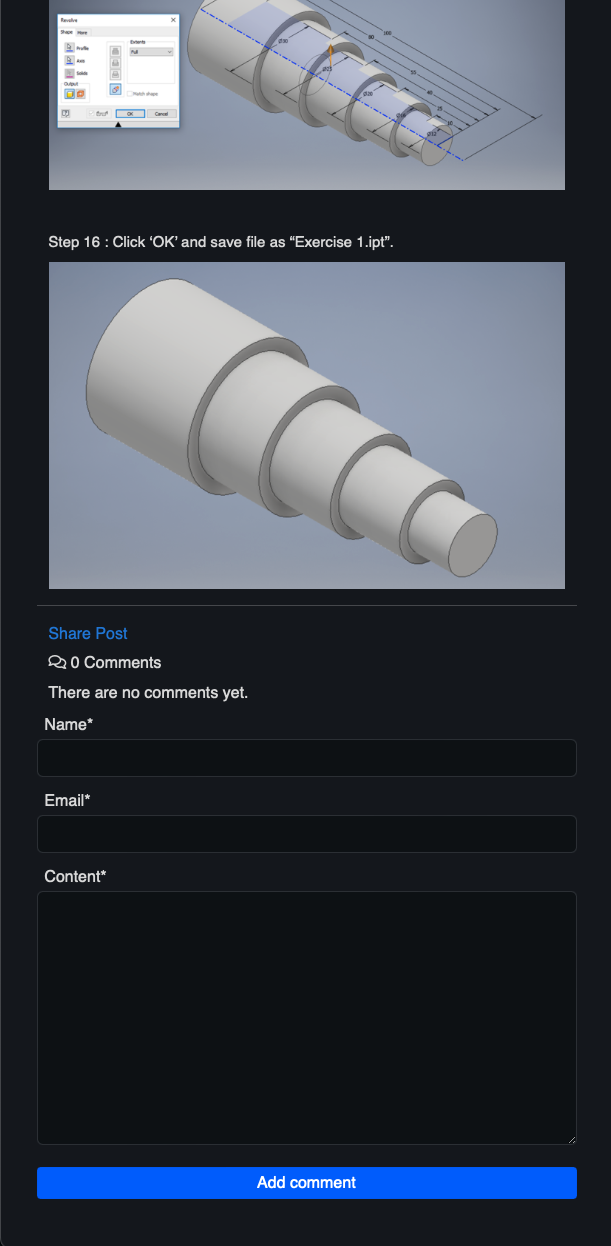 Revolve
Shape More
Profile
Axis
Solids
Output
Extents
Full
Match shape
OK
Cancel
100
80
55
40
25
10
Ø30
Ø25
Ø20
Ø12
Step 16 : Click ‘OK’ and save file as “Exercise 1.ipt”.
Share Post
0 Comments
There are no comments yet.
Name*
Email*
Content*
Add comment